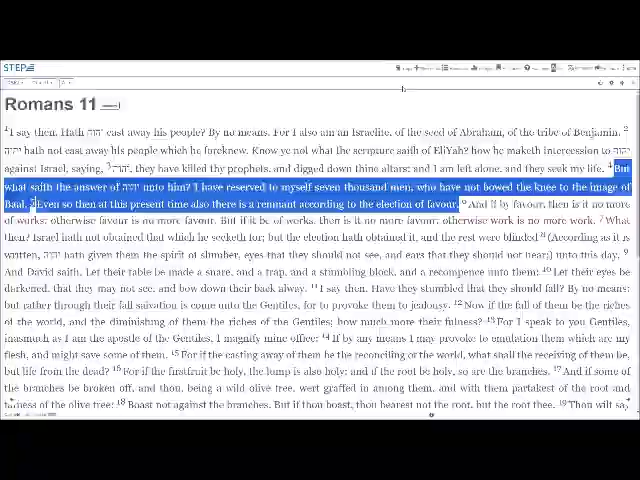 STEP
Romans 11
1 I say then, Hath יהוה cast away his people? By no means. For I also am an Israelite, of the seed of Abraham, of the tribe of Benjamin. 2
יהוה hath not cast away his people which he foreknew. Know ye not what the scripture saith of EliYah? how he maketh intercession to יהוה
against Israel, saying, 3 יהוה, they have killed thy prophets, and digged down thine altars; and I am left alone, and they seek my life. 4 But
what saith the answer of יהוה unto him? I have reserved to myself seven thousand men, who have not bowed the knee to the image of
Baal. 5 Even so then at this present time also there is a remnant according to the election of favour. 6 And if by favour, then is it no more
of works: otherwise favour is no more favour. But if it be of works, then is it no more favour: otherwise work is no more work. 7 What
then? Israel hath not obtained that which he seeketh for; but the election hath obtained it, and the rest were blinded 8 (According as it is
written, יהוה hath given them the spirit of slumber, eyes that they should not see, and ears that they should not hear;) unto this day. 9
And David saith, Let their table be made a snare, and a trap, and a stumbling block, and a recompence unto them: 10 Let their eyes be
darkened, that they may not see, and bow down their back alway. 11 I say then, Have they stumbled that they should fall? By no means:
but rather through their fall salvation is come unto the Gentiles, for to provoke them to jealousy. 12 Now if the fall of them be the riches
of the world, and the diminishing of them the riches of the Gentiles; how much more their fulness? 13 For I speak to you Gentiles,
inasmuch as I am the apostle of the Gentiles, I magnify mine office: 14 If by any means I may provoke to emulation them which are my
flesh, and might save some of them. 15 For if the casting away of them be the reconciling of the world, what shall the receiving of them be,
but life from the dead? 16 For if the firstfruit be holy, the lump is also holy: and if the root be holy, so are the branches. 17 And if some of
the branches be broken off, and thou, being a wild olive tree, wert graffed in among them, and with them partakest of the root and
fatness of the olive tree; 18 Boast not against the branches. But if thou boast, thou bearest not the root, but the root thee. 19 Thou wilt say